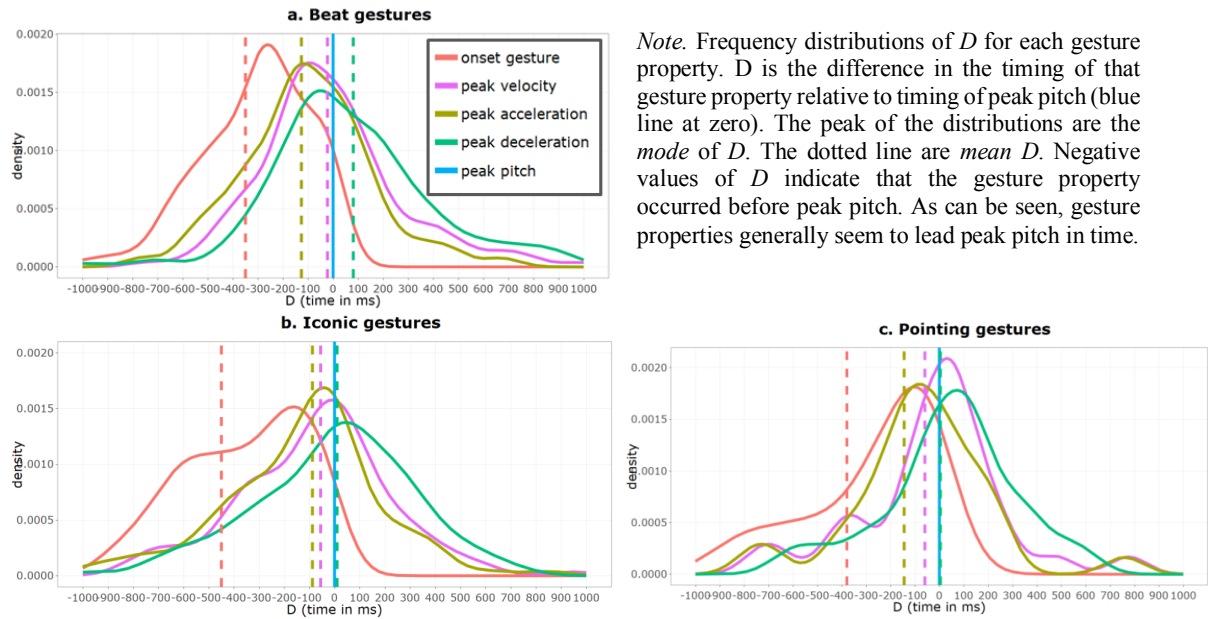 a. Beat gestures
0.0020
0.0015
0.0010
0.0005
0.0000
density
onset gesture
peak velocity
peak acceleration
peak deceleration
peak pitch
-1000-900-800-700-600-500-400-300-200-100 0 100 200 300 400 500 600 700 800 900 1000
D (time in ms)
Note. Frequency distributions of D for each gesture
property. D is the difference in the timing of that
gesture property relative to timing of peak pitch (blue
line at zero). The peak of the distributions are the
mode of D. The dotted line are mean D. Negative
values of D indicate that the gesture property
occurred before peak pitch. As can be seen, gesture
properties generally seem to lead peak pitch in time.
b. Iconic gestures
0.0020
0.0015
0.0010
0.0005
0.0000
density
-1000-900-800-700-600-500-400-300-200-100 0 100 200 300 400 500 600 700 800 900 1000
D (time in ms)
c. Pointing gestures
0.0020
0.0015
0.0010
0.0005
0.0000
density
-1000-900-800-700-600-500-400-300-200-100 0 100 200 300 400 500 600 700 800 900 1000
D (time in ms)